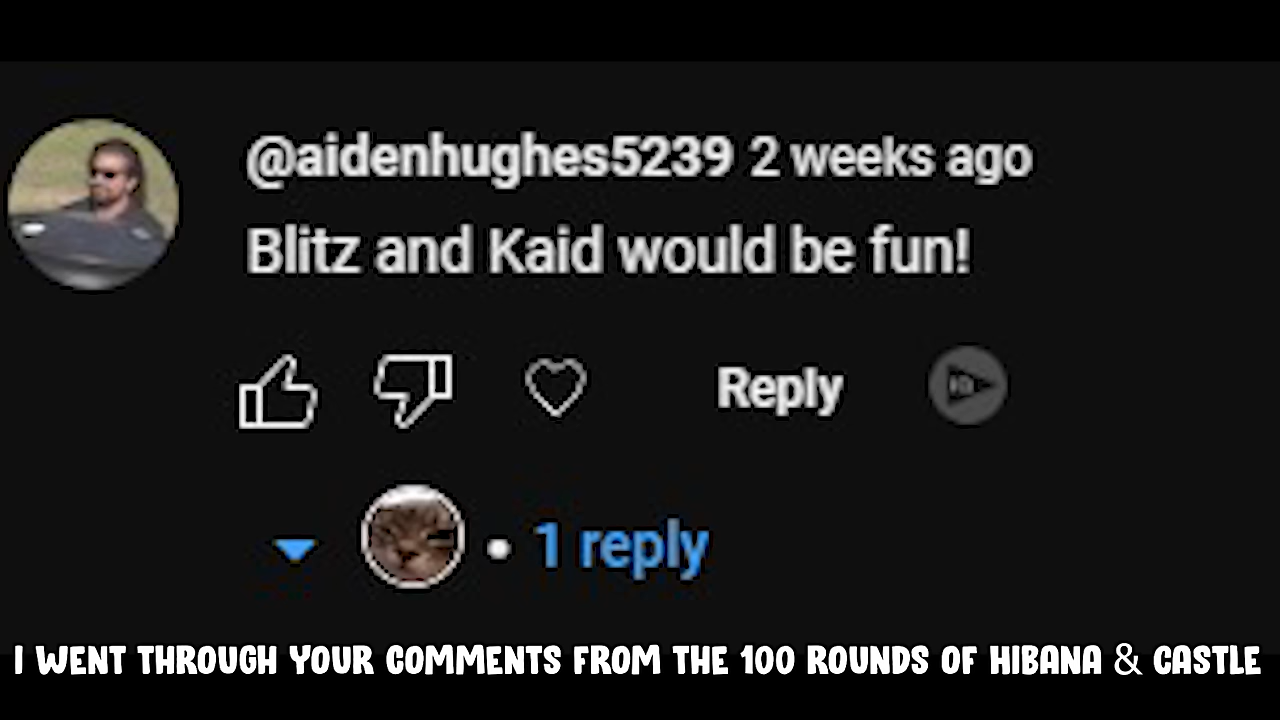 @aidenhughes5239 2 weeks ago
Blitz and Kaid would be fun!
Reply
1 reply
I WENT THROUGH YOUR COMMENTS FROM THE 100 ROUNDS OF HIBANA & CASTLE